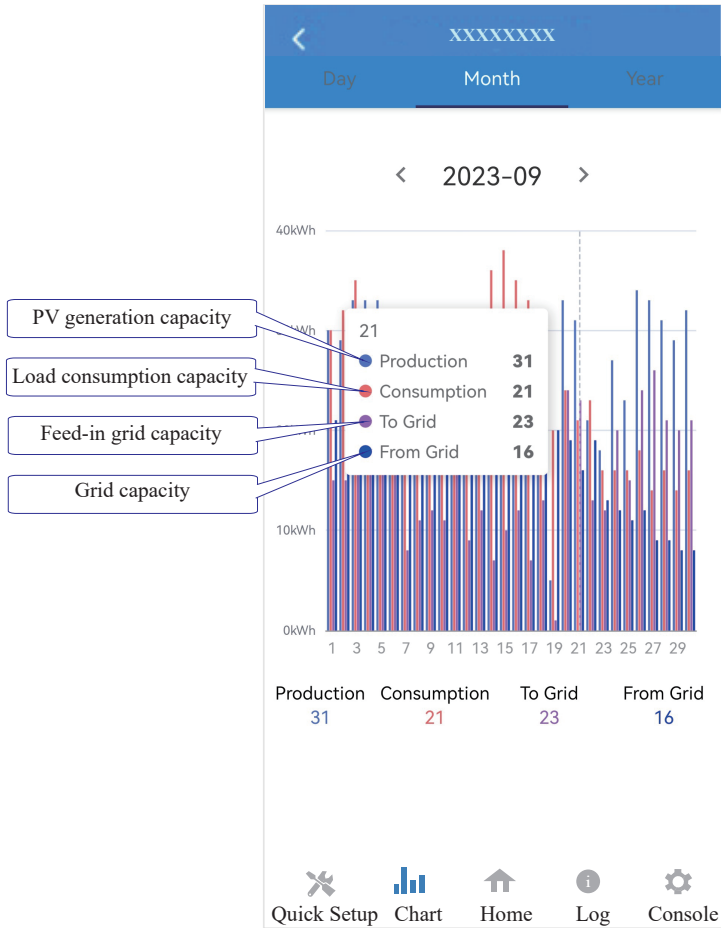 XXXXXXXX
Day Month Year
2023-09
40kWh
kWh
10kWh
0kWh
PV generation capacity
Load consumption capacity
Feed-in grid capacity
Grid capacity
21
Production 31
Consumption 21
To Grid 23
From Grid 16
1 3 5 7 9 11 13 15 17 19 21 23 25 27 29
Production Consumption To Grid From Grid
31 21 23 16
Quick Setup Chart Home Log Console